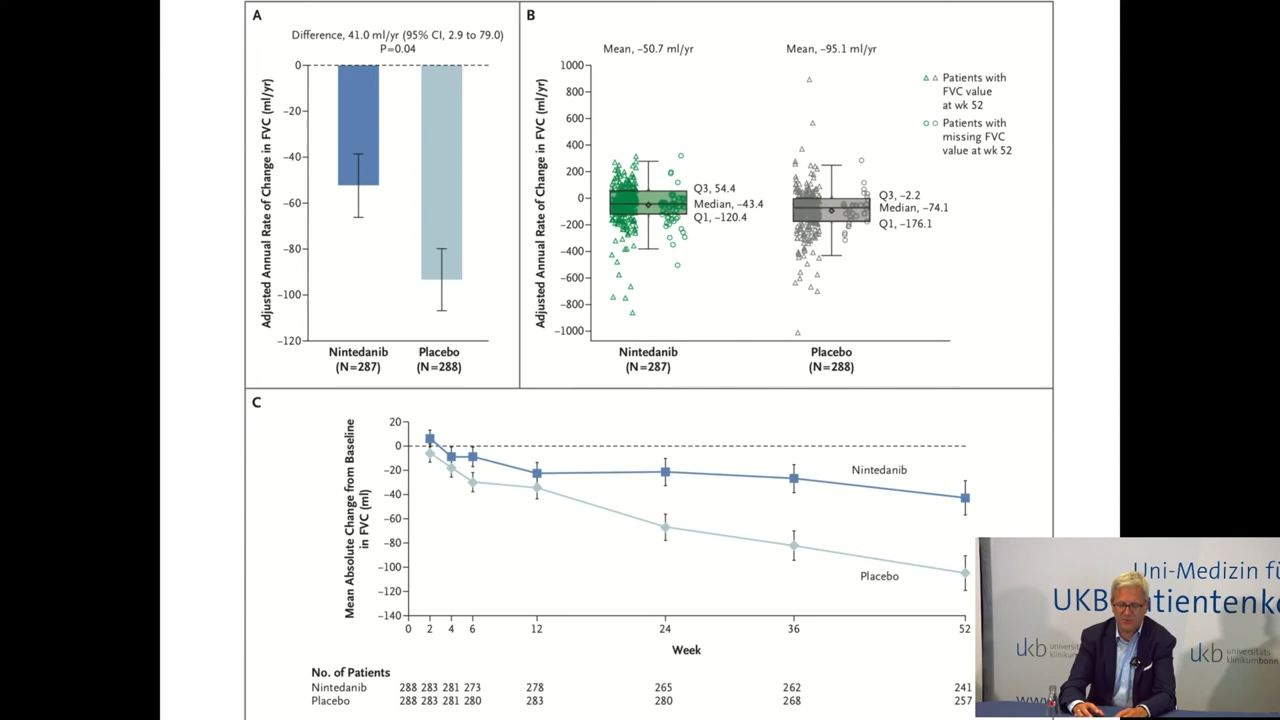 A
Difference, 41.0 ml/yr (95% CI, 2.9 to 79.0)
P=0.04
Adjusted Annual Rate of Change in FVC (ml/yr)
0
−20
−40
−60
−80
−100
−120
Nintedanib
(N=287)
Placebo
(N=288)
B
Mean, −50.7 ml/yr
Mean, −95.1 ml/yr
Adjusted Annual Rate of Change in FVC (ml/yr)
1000
800
600
400
200
0
−200
−400
−600
−800
−1000
Q3, 54.4
Median, −43.4
Q1, −120.4
Q3, −2.2
Median, −74.1
Q1, −176.1
Patients with
FVC value
at wk 52
Patients with
missing FVC
value at wk 52
Nintedanib
(N=287)
Placebo
(N=288)
C
Mean Absolute Change from Baseline
in FVC (ml)
20
0
−20
−40
−60
−80
−100
−120
−140
Nintedanib
Placebo
0 2 4 6 12 24 36 52
Week
No. of Patients
Nintedanib 288 283 281 273 278 265 262 241
Placebo 288 283 281 280 283 280 268 257
Uni-Medizin fü
UKB
atientenk
ukb universitäts
klinikum
ukb universitäts
klinikumbonn
www